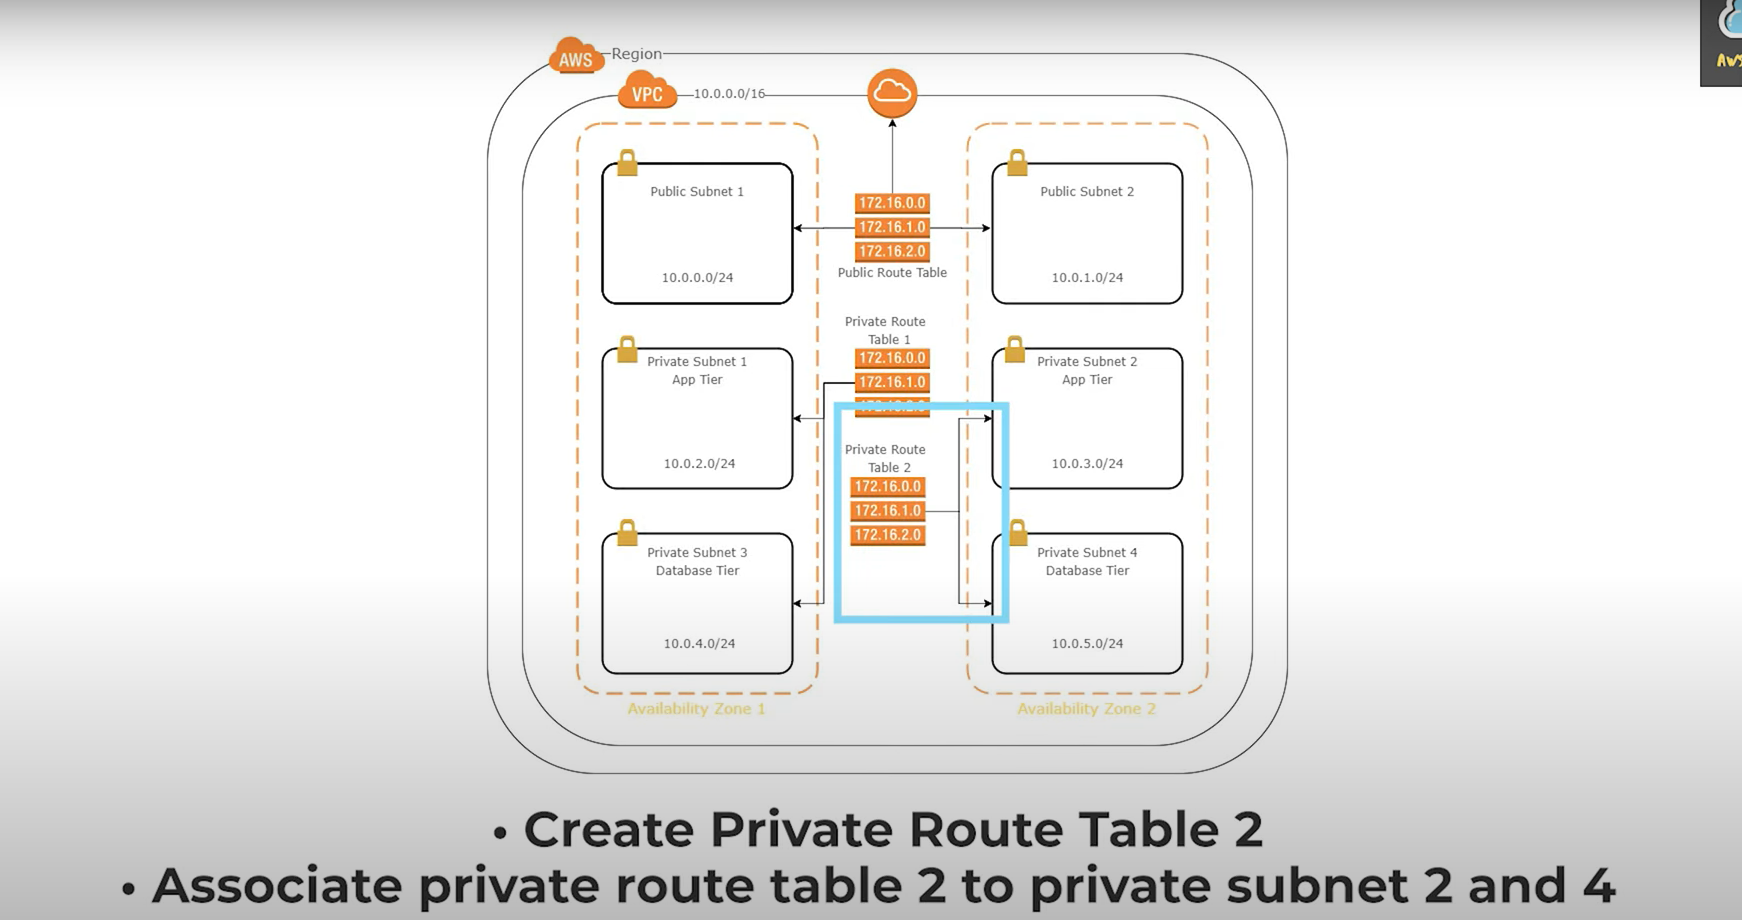 AWS
Region
VPC
10.0.0.0/16
Public Subnet 1
10.0.0.0/24
172.16.0.0
172.16.1.0
172.16.2.0
Public Route Table
Public Subnet 2
10.0.1.0/24
Private Subnet 1
App Tier
10.0.2.0/24
Private Route
Table 1
172.16.0.0
172.16.1.0
172.16.2.0
Private Subnet 2
App Tier
10.0.3.0/24
Private Route
Table 2
172.16.0.0
172.16.1.0
172.16.2.0
Private Subnet 3
Database Tier
10.0.4.0/24
Private Subnet 4
Database Tier
10.0.5.0/24
Availability Zone 1
Availability Zone 2
• Create Private Route Table 2
• Associate private route table 2 to private subnet 2 and 4